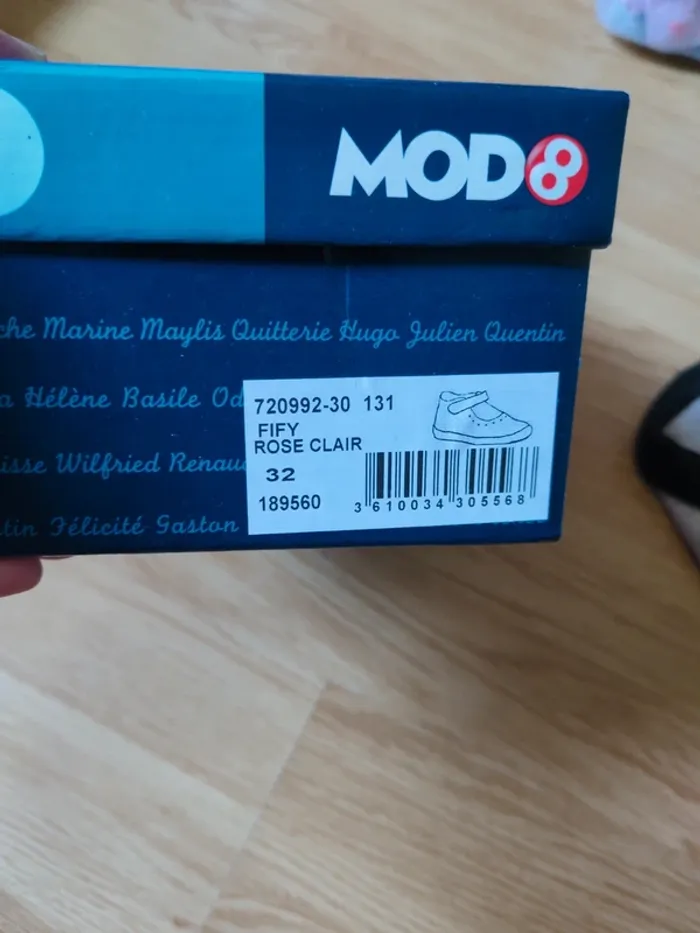 MOD8
che Marine Maylis Quitterie Hugo Julien Quentin
a Hélène Basile Od
isse Wilfried Renau
tin Félicité Gaston
720992-30 131
FIFY
ROSE CLAIR
32
189560
3 610034 305568